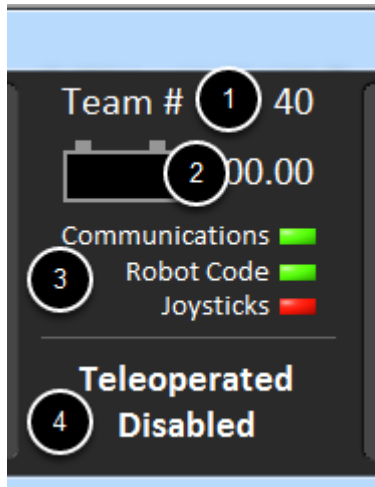 Team # 1 40
2 00.00
Communications
3 Robot Code
Joysticks
Teleoperated
4 Disabled